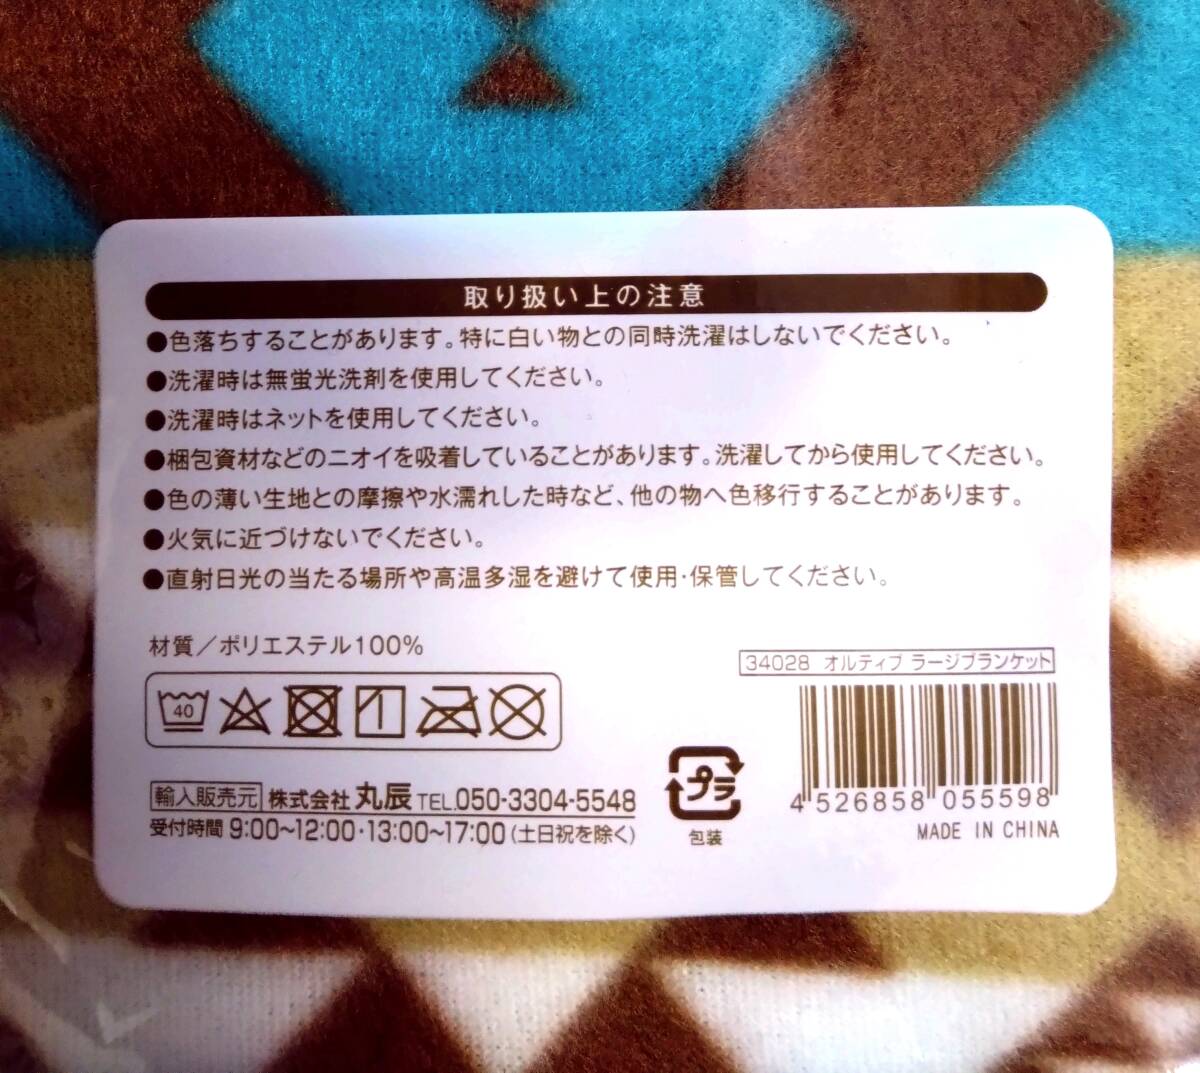 取り扱い上の注意
●色落ちすることがあります。特に白い物との同時洗濯はしないでください。
●洗濯時は無蛍光洗剤を使用してください。
●洗濯時はネットを使用してください。
●梱包資材などのニオイを吸着していることがあります。洗濯してから使用してください。
●色の薄い生地との摩擦や水濡れした時など、他の物へ色移行することがあります。
●火気に近づけないでください。
●直射日光の当たる場所や高温多湿を避けて使用・保管してください。
材質／ポリエステル100%
40
輸入販売元 株式会社 丸辰 TEL.050-3304-5548
受付時間 9:00~12:00・13:00~17:00(土日祝を除く)
プラ
包装
34028 オルティブ ラージブランケット
4 526858 055598
MADE IN CHINA